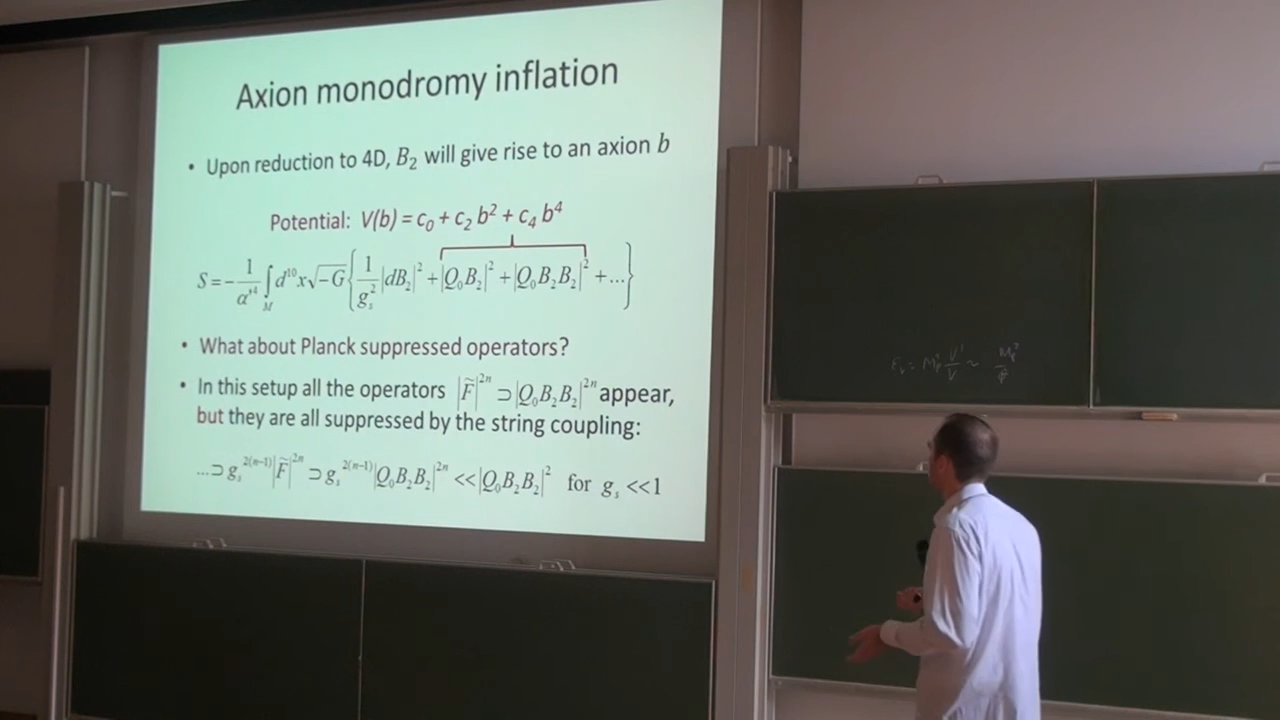 Axion monodromy inflation
• Upon reduction to 4D, B₂ will give rise to an axion b
Potential: V(b) = c₀ + c₂ b² + c₄ b⁴
S = -1/α'⁴ ∫_M d¹⁰x√-G { 1/g_s² |dB₂|² + |Q₀B₂|² + |Q₀B₂B₂|² + ... }
• What about Planck suppressed operators?
• In this setup all the operators |F̃|²ⁿ ⊃ |Q₀B₂B₂|²ⁿ appear,
but they are all suppressed by the string coupling:
... ⊃ g_s^{2(n-1)} |F̃|²ⁿ ⊃ g_s^{2(n-1)} |Q₀B₂B₂|²ⁿ << |Q₀B₂B₂|² for g_s <<1